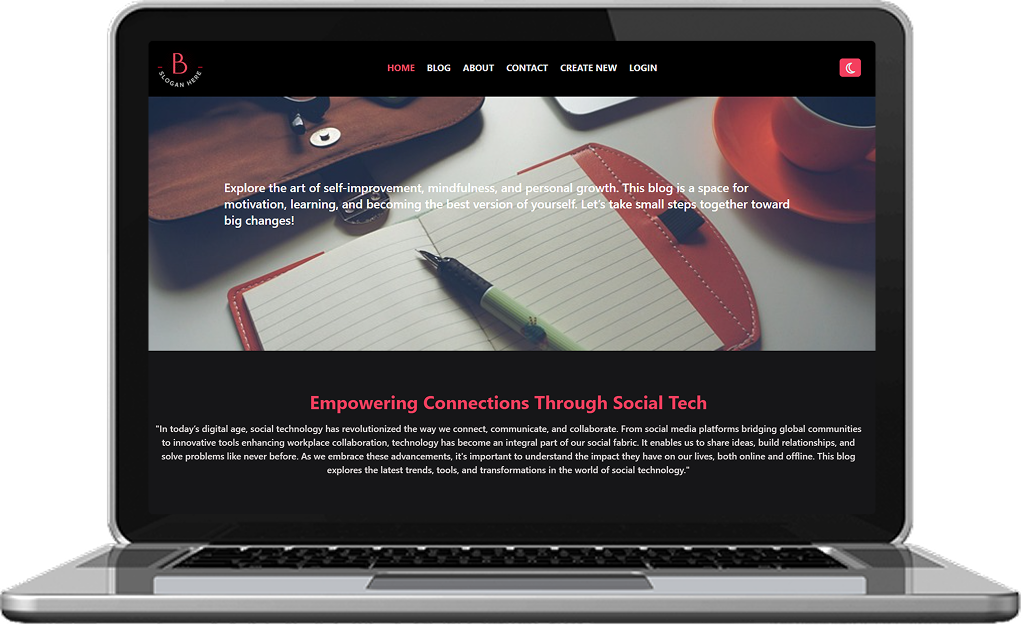 B
SLOGAN HERE
HOME BLOG ABOUT CONTACT CREATE NEW LOGIN
Explore the art of self-improvement, mindfulness, and personal growth. This blog is a space for
motivation, learning, and becoming the best version of yourself. Let's take small steps together toward
big changes!
Empowering Connections Through Social Tech
"In today's digital age, social technology has revolutionized the way we connect, communicate, and collaborate. From social media platforms bridging global communities
to innovative tools enhancing workplace collaboration, technology has become an integral part of our social fabric. It enables us to share ideas, build relationships, and
solve problems like never before. As we embrace these advancements, it's important to understand the impact they have on our lives, both online and offline. This blog
explores the latest trends, tools, and transformations in the world of social technology."